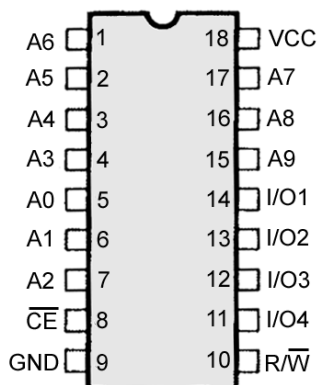 A6 1 18 VCC
A5 2 17 A7
A4 3 16 A8
A3 4 15 A9
A0 5 14 I/O1
A1 6 13 I/O2
A2 7 12 I/O3
C̅E̅ 8 11 I/O4
GND 9 10 R/W̅